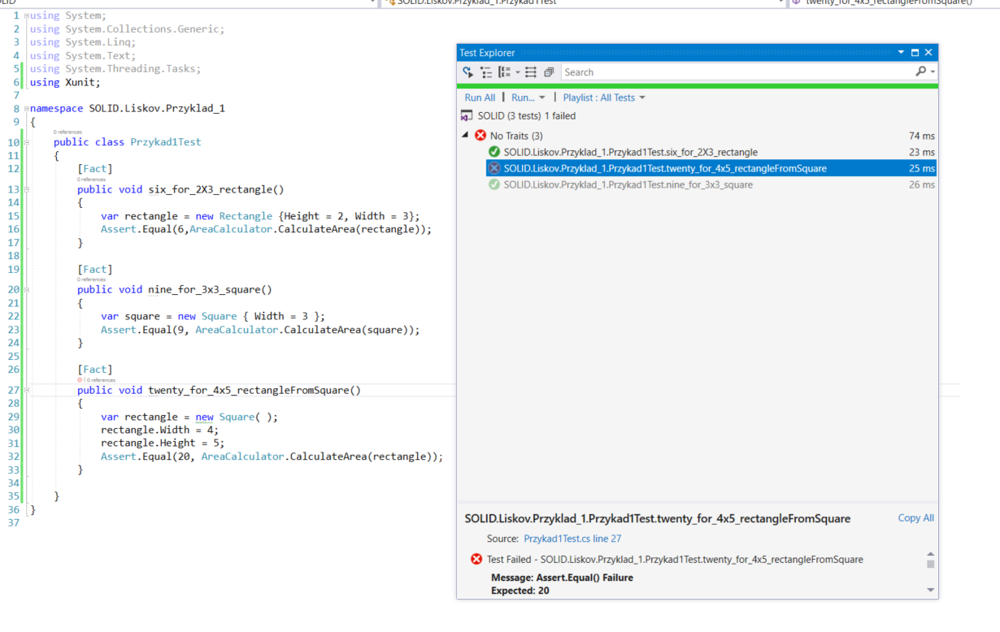 SOLID.Liskov.Przyklad_1.Przykad1Test
twenty_for_4x5_rectangleFromSquare()
1 using System;
2 using System.Collections.Generic;
3 using System.Linq;
4 using System.Text;
5 using System.Threading.Tasks;
6 using Xunit;
7
8 namespace SOLID.Liskov.Przyklad_1
9 {
0 references
10 public class Przykad1Test
11 {
12 [Fact]
0 references
13 public void six_for_2X3_rectangle()
14 {
15 var rectangle = new Rectangle {Height = 2, Width = 3};
16 Assert.Equal(6,AreaCalculator.CalculateArea(rectangle));
17 }
18
19 [Fact]
0 references
20 public void nine_for_3x3_square()
21 {
22 var square = new Square { Width = 3 };
23 Assert.Equal(9, AreaCalculator.CalculateArea(square));
24 }
25
26 [Fact]
| 0 references
27 public void twenty_for_4x5_rectangleFromSquare()
28 {
29 var rectangle = new Square( );
30 rectangle.Width = 4;
31 rectangle.Height = 5;
32 Assert.Equal(20, AreaCalculator.CalculateArea(rectangle));
33 }
34
35 }
36 }
37
Test Explorer
Search
Run All | Run... | Playlist : All Tests
SOLID (3 tests) 1 failed
No Traits (3) 74 ms
SOLID.Liskov.Przyklad_1.Przykad1Test.six_for_2X3_rectangle 23 ms
SOLID.Liskov.Przyklad_1.Przykad1Test.twenty_for_4x5_rectangleFromSquare 25 ms
SOLID.Liskov.Przyklad_1.Przykad1Test.nine_for_3x3_square 26 ms
SOLID.Liskov.Przyklad_1.Przykad1Test.twenty_for_4x5_rectangleFromSquare Copy All
Source: Przykad1Test.cs line 27
Test Failed - SOLID.Liskov.Przyklad_1.Przykad1Test.twenty_for_4x5_rectangleFromSquare
Message: Assert.Equal() Failure
Expected: 20